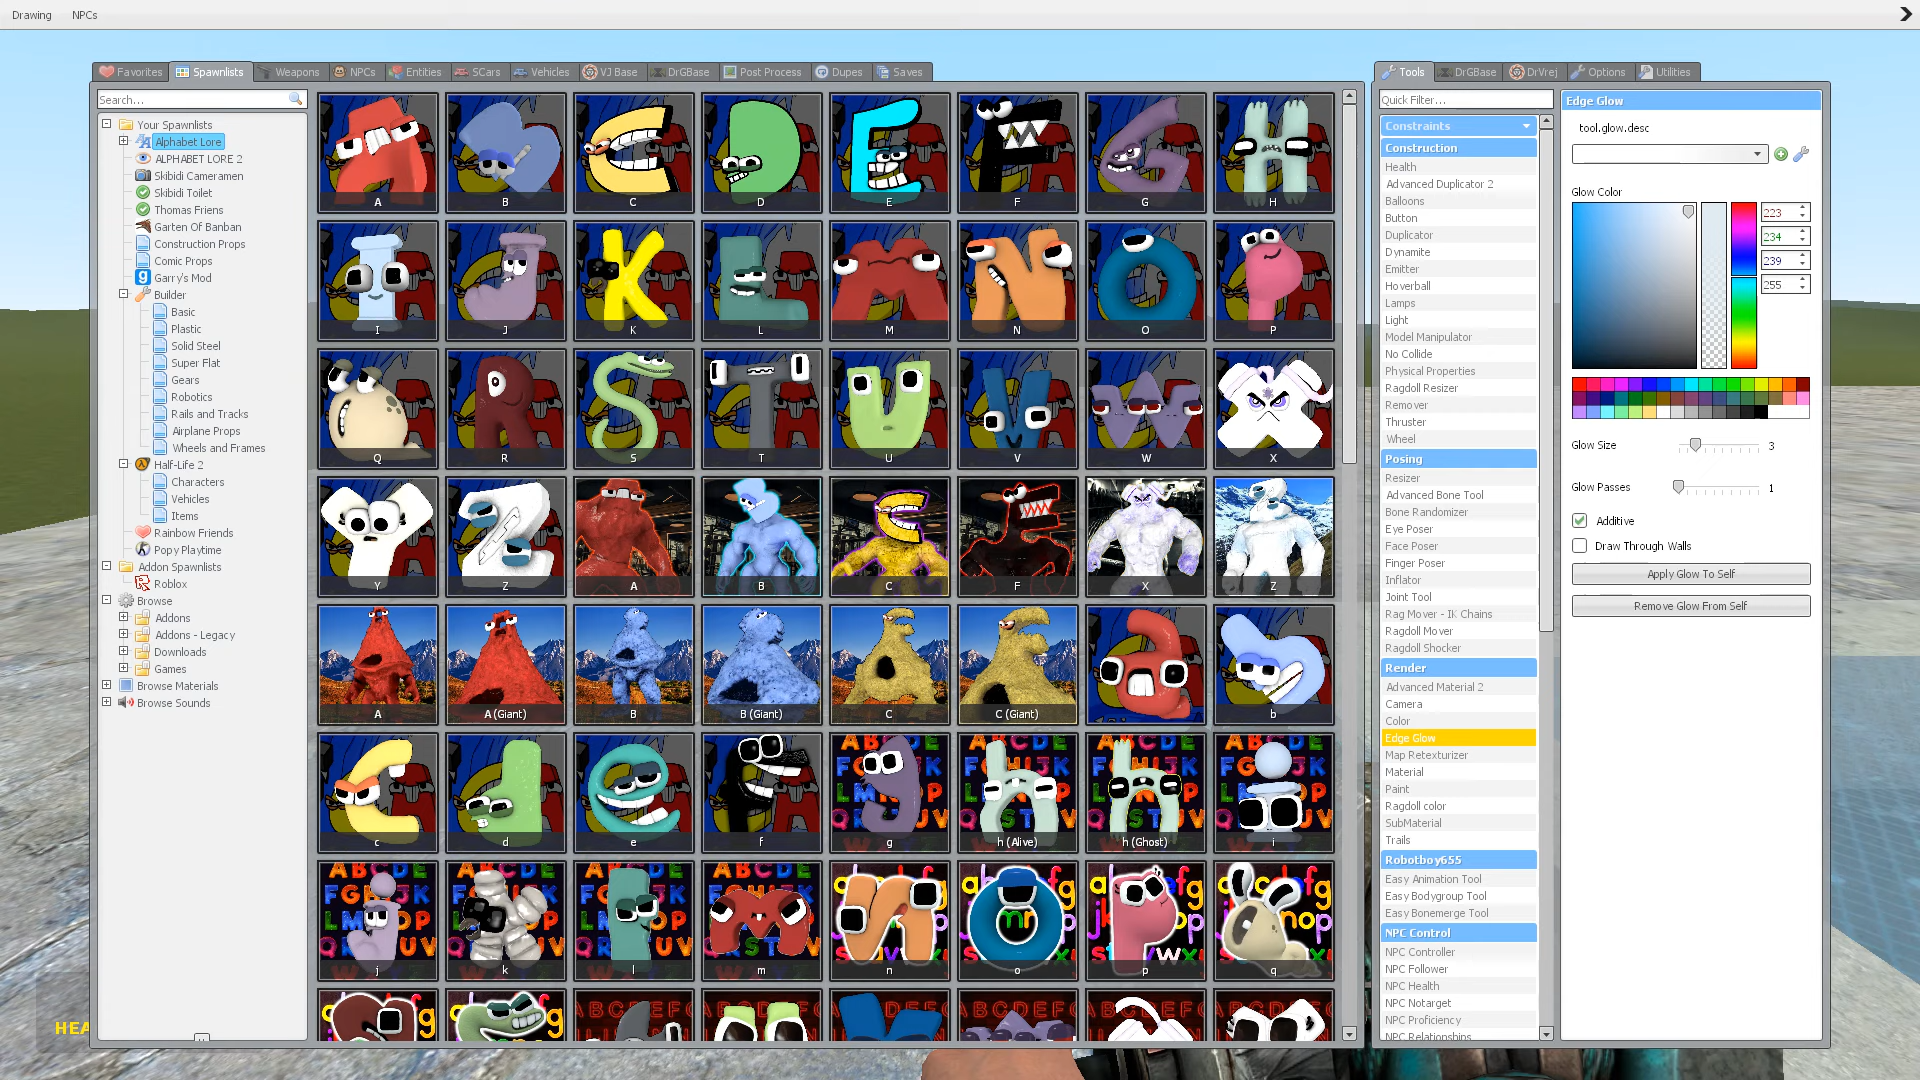 Drawing NPCs
Favorites Spawnlists Weapons NPCs Entities SCars Vehicles VJ Base DrGBase Post Process Dupes Saves
Search...
Your Spawnlists
Alphabet Lore
ALPHABET LORE 2
Skibidi Cameramen
Skibidi Toilet
Thomas Friens
Garten Of Banban
Construction Props
Comic Props
Garry's Mod
Builder
Basic
Plastic
Solid Steel
Super Flat
Gears
Robotics
Rails and Tracks
Airplane Props
Wheels and Frames
Half-Life 2
Characters
Vehicles
Items
Rainbow Friends
Popy Playtime
Addon Spawnlists
Roblox
Browse
Addons
Addons - Legacy
Downloads
Games
Browse Materials
Browse Sounds
A B C D E F G H
I J K L M N O P
Q R S T U V W X
Y Z A B C F X Z
A A (Giant) B B (Giant) C C (Giant) a b
c d e f g h (Alive) h (Ghost) i
j k l m n o p q
HEA
Tools DrGBase DrVrej Options Utilities
Quick Filter...
Constraints
Construction
Health
Advanced Duplicator 2
Balloons
Button
Duplicator
Dynamite
Emitter
Hoverball
Lamps
Light
Model Manipulator
No Collide
Physical Properties
Ragdoll Resizer
Remover
Thruster
Wheel
Posing
Resizer
Advanced Bone Tool
Bone Randomizer
Eye Poser
Face Poser
Finger Poser
Inflator
Joint Tool
Rag Mover - IK Chains
Ragdoll Mover
Ragdoll Shocker
Render
Advanced Material 2
Camera
Color
Edge Glow
Map Retexturizer
Material
Paint
Ragdoll color
SubMaterial
Trails
Robotboy655
Easy Animation Tool
Easy Bodygroup Tool
Easy Bonemerge Tool
NPC Control
NPC Controller
NPC Follower
NPC Health
NPC Notarget
NPC Proficiency
NPC Relationships
Edge Glow
tool.glow.desc
Glow Color
223
234
239
255
Glow Size 3
Glow Passes 1
Additive
Draw Through Walls
Apply Glow To Self
Remove Glow From Self